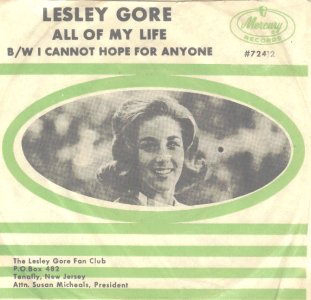 LESLEY GORE
ALL OF MY LIFE
B/W I CANNOT HOPE FOR ANYONE
Mercury
RECORDS
#72412
The Lesley Gore Fan Club
P.O.Box 482
Tenafly, New Jersey
Attn. Susan Micheals, President